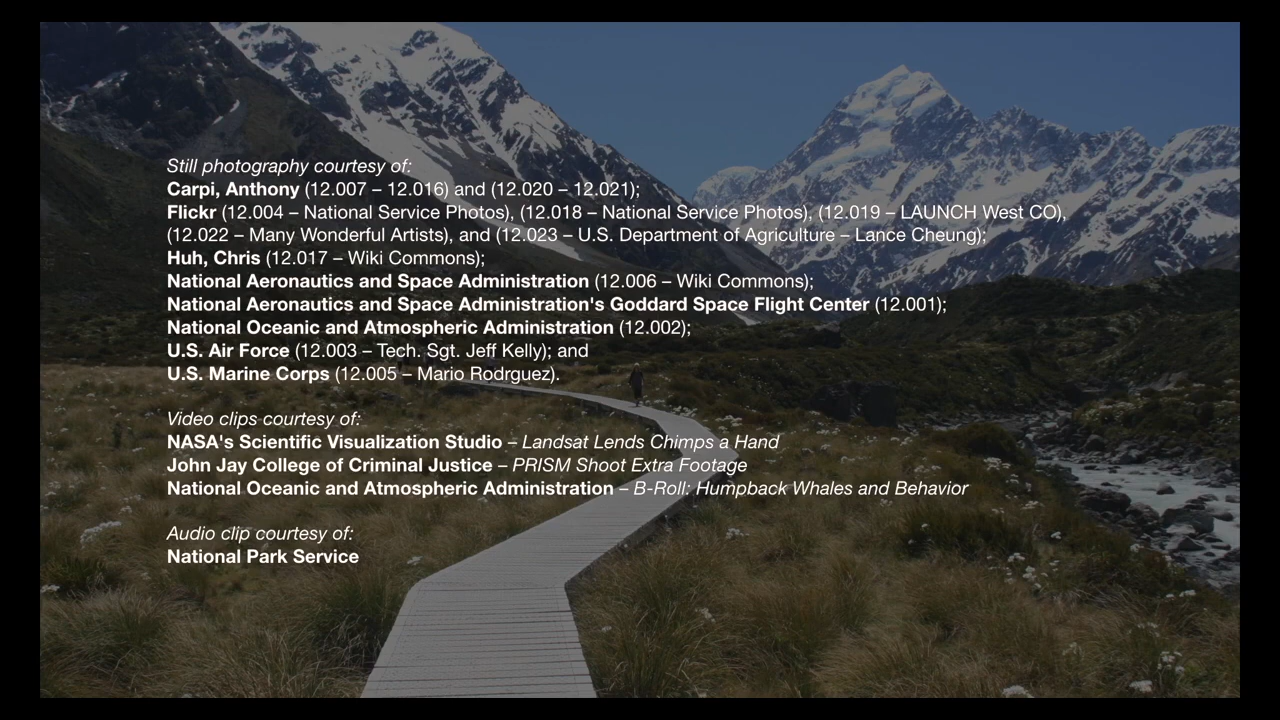 Still photography courtesy of:
Carpi, Anthony (12.007 – 12.016) and (12.020 – 12.021);
Flickr (12.004 – National Service Photos), (12.018 – National Service Photos), (12.019 – LAUNCH West CO),
(12.022 – Many Wonderful Artists), and (12.023 – U.S. Department of Agriculture – Lance Cheung);
Huh, Chris (12.017 – Wiki Commons);
National Aeronautics and Space Administration (12.006 – Wiki Commons);
National Aeronautics and Space Administration's Goddard Space Flight Center (12.001);
National Oceanic and Atmospheric Administration (12.002);
U.S. Air Force (12.003 – Tech. Sgt. Jeff Kelly); and
U.S. Marine Corps (12.005 – Mario Rodrguez).
Video clips courtesy of:
NASA's Scientific Visualization Studio – Landsat Lends Chimps a Hand
John Jay College of Criminal Justice – PRISM Shoot Extra Footage
National Oceanic and Atmospheric Administration – B-Roll: Humpback Whales and Behavior
Audio clip courtesy of:
National Park Service